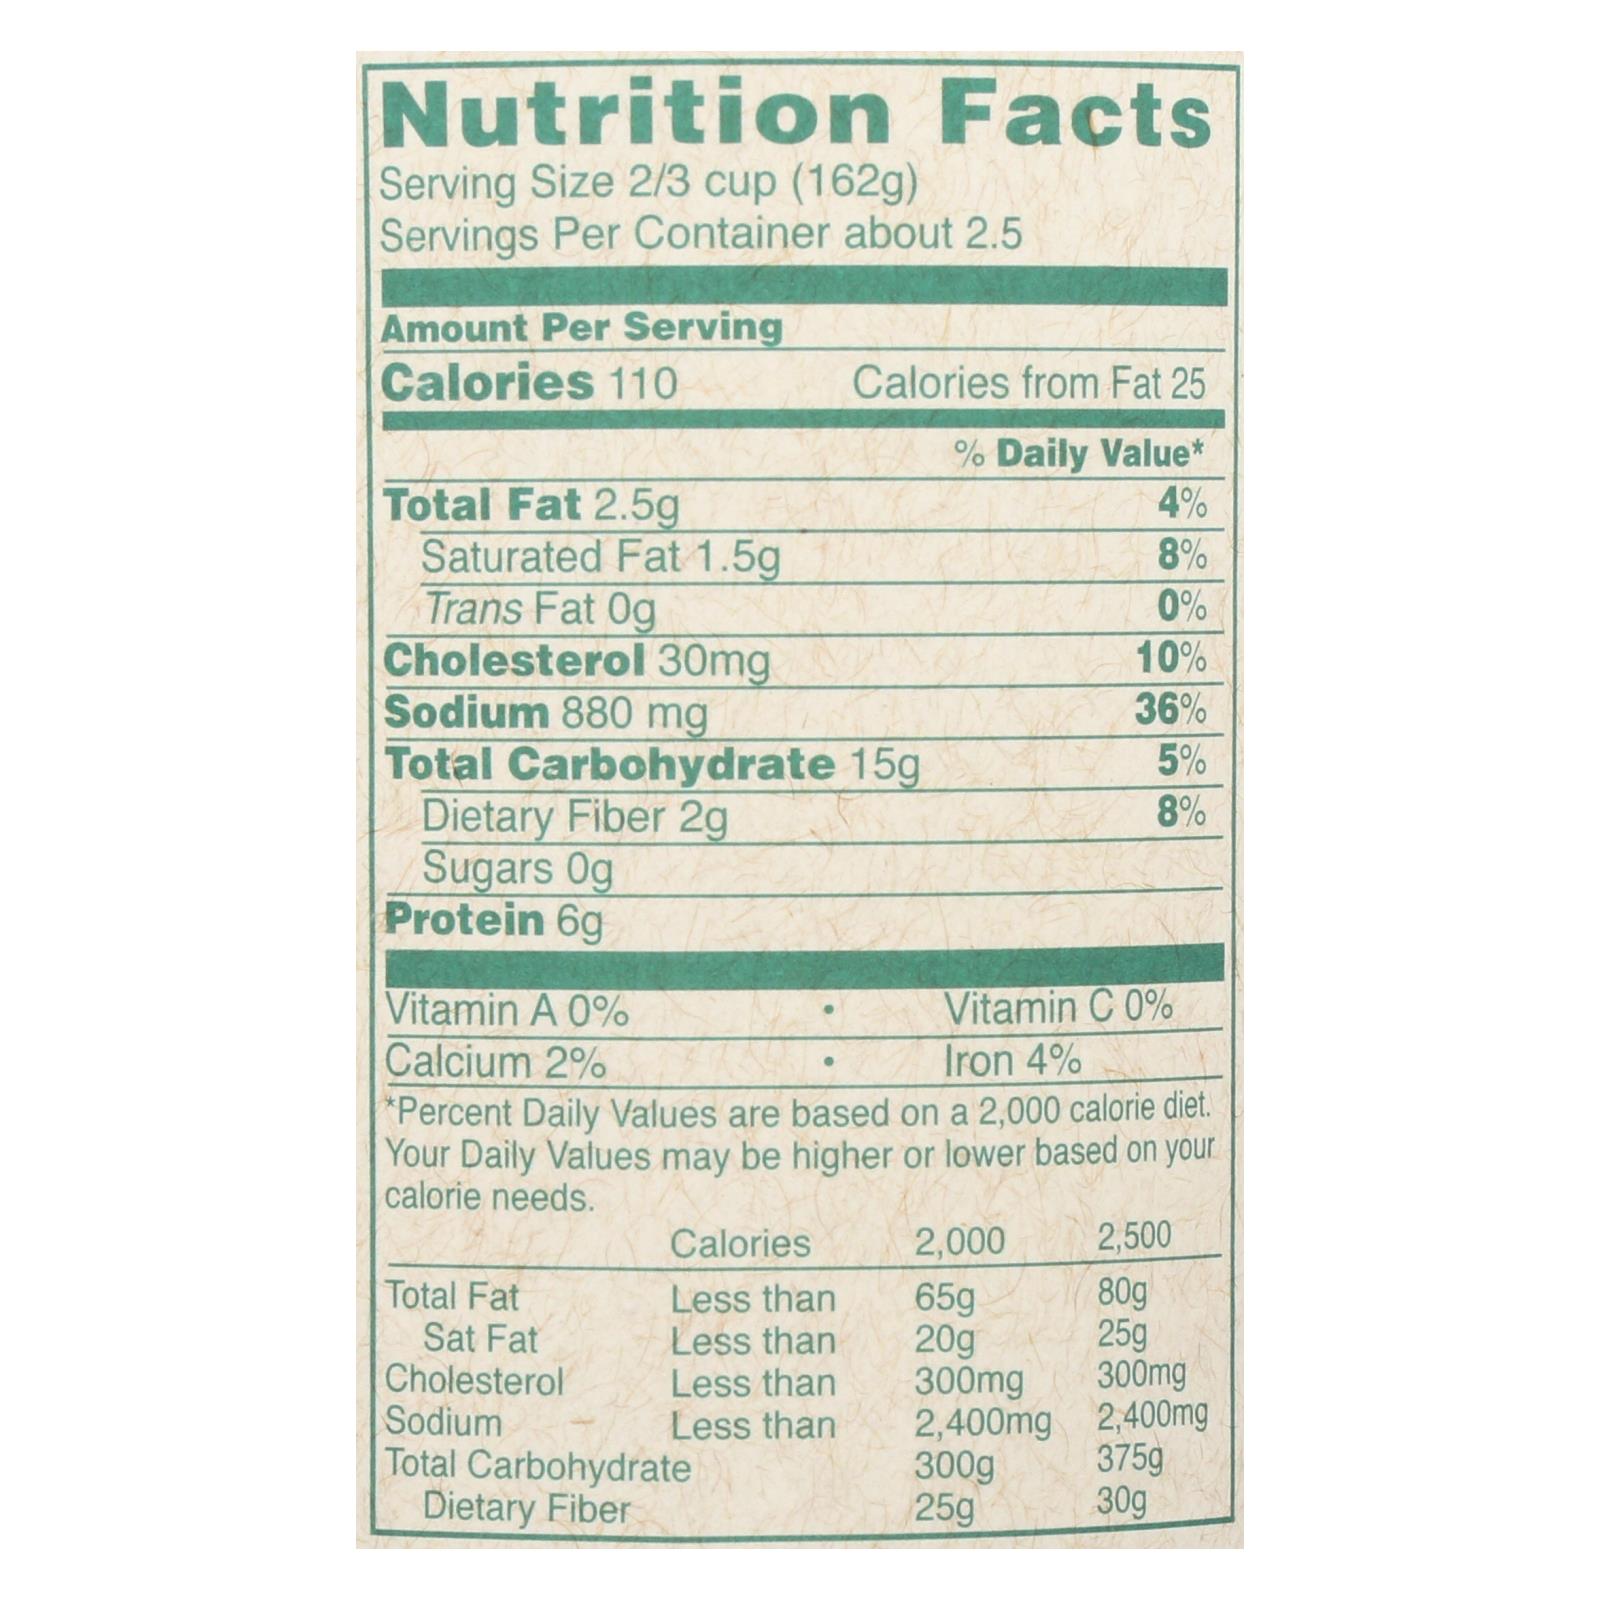 Nutrition Facts
Serving Size 2/3 cup (162g)
Servings Per Container about 2.5
Amount Per Serving
Calories 110 Calories from Fat 25
% Daily Value*
Total Fat 2.5g 4%
Saturated Fat 1.5g 8%
Trans Fat 0g 0%
Cholesterol 30mg 10%
Sodium 880 mg 36%
Total Carbohydrate 15g 5%
Dietary Fiber 2g 8%
Sugars 0g
Protein 6g
Vitamin A 0% • Vitamin C 0%
Calcium 2% • Iron 4%
*Percent Daily Values are based on a 2,000 calorie diet.
Your Daily Values may be higher or lower based on your
calorie needs.
Calories 2,000 2,500
Total Fat Less than 65g 80g
Sat Fat Less than 20g 25g
Cholesterol Less than 300mg 300mg
Sodium Less than 2,400mg 2,400mg
Total Carbohydrate 300g 375g
Dietary Fiber 25g 30g